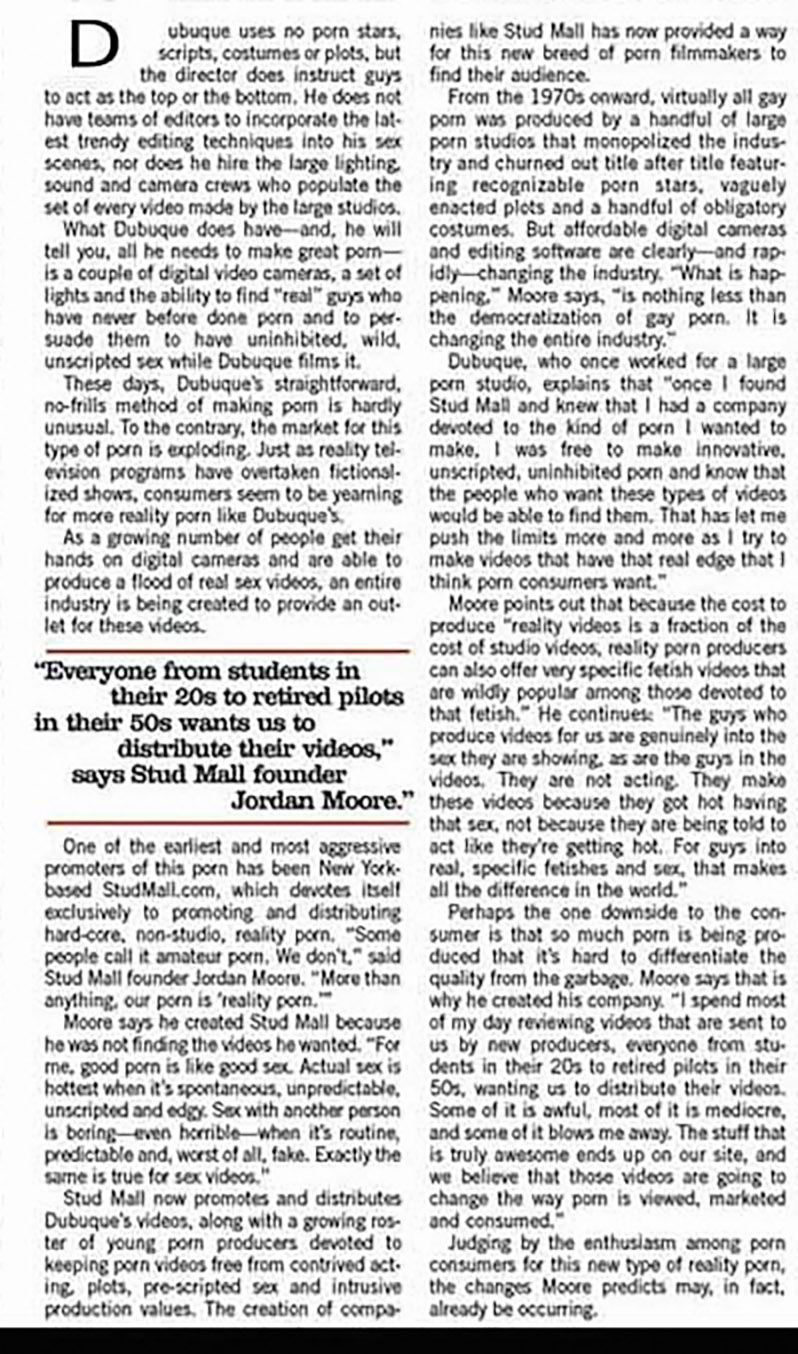 Dubuque uses no porn stars,
scripts, costumes or plots, but
the director does instruct guys
to act as the top or the bottom. He does not
have teams of editors to incorporate the lat-
est trendy editing techniques into his sex
scenes, nor does he hire the large lighting,
sound and camera crews who populate the
set of every video made by the large studios.
What Dubuque does have—and, he will
tell you, all he needs to make great porn—
is a couple of digital video cameras, a set of
lights and the ability to find "real" guys who
have never before done porn and to per-
suade them to have uninhibited, wild,
unscripted sex while Dubuque films it.
These days, Dubuque's straightforward,
no-frills method of making porn is hardly
unusual. To the contrary, the market for this
type of porn is exploding. Just as reality tel-
evision programs have overtaken fictional-
ized shows, consumers seem to be yearning
for more reality porn like Dubuque's.
As a growing number of people get their
hands on digital cameras and are able to
produce a flood of real sex videos, an entire
industry is being created to provide an out-
let for these videos.
"Everyone from students in
their 20s to retired pilots
in their 50s wants us to
distribute their videos,"
says Stud Mall founder
Jordan Moore."
One of the earliest and most aggressive
promoters of this porn has been New York-
based StudMall.com, which devotes itself
exclusively to promoting and distributing
hard-core, non-studio, reality porn. "Some
people call it amateur porn. We don't," said
Stud Mall founder Jordan Moore. "More than
anything, our porn is 'reality porn.'"
Moore says he created Stud Mall because
he was not finding the videos he wanted. "For
me, good porn is like good sex. Actual sex is
hottest when it's spontaneous, unpredictable,
unscripted and edgy. Sex with another person
is boring—even horrible—when it's routine,
predictable and, worst of all, fake. Exactly the
same is true for sex videos."
Stud Mall now promotes and distributes
Dubuque's videos, along with a growing ros-
ter of young porn producers devoted to
keeping porn videos free from contrived act-
ing, plots, pre-scripted sex and intrusive
production values. The creation of compa-
nies like Stud Mall has now provided a way
for this new breed of porn filmmakers to
find their audience.
From the 1970s onward, virtually all gay
porn was produced by a handful of large
porn studios that monopolized the indus-
try and churned out title after title featur-
ing recognizable porn stars, vaguely
enacted plots and a handful of obligatory
costumes. But affordable digital cameras
and editing software are clearly—and rap-
idly—changing the industry. "What is hap-
pening," Moore says, "is nothing less than
the democratization of gay porn. It is
changing the entire industry."
Dubuque, who once worked for a large
porn studio, explains that "once I found
Stud Mall and knew that I had a company
devoted to the kind of porn I wanted to
make, I was free to make innovative,
unscripted, uninhibited porn and know that
the people who want these types of videos
would be able to find them. That has let me
push the limits more and more as I try to
make videos that have that real edge that I
think porn consumers want."
Moore points out that because the cost to
produce "reality videos is a fraction of the
cost of studio videos, reality porn producers
can also offer very specific fetish videos that
are wildly popular among those devoted to
that fetish." He continues: "The guys who
produce videos for us are genuinely into the
sex they are showing, as are the guys in the
videos. They are not acting. They make
these videos because they got hot having
that sex, not because they are being told to
act like they're getting hot. For guys into
real, specific fetishes and sex, that makes
all the difference in the world."
Perhaps the one downside to the con-
sumer is that so much porn is being pro-
duced that it's hard to differentiate the
quality from the garbage. Moore says that is
why he created his company. "I spend most
of my day reviewing videos that are sent to
us by new producers, everyone from stu-
dents in their 20s to retired pilots in their
50s, wanting us to distribute their videos.
Some of it is awful, most of it is mediocre,
and some of it blows me away. The stuff that
is truly awesome ends up on our site, and
we believe that those videos are going to
change the way porn is viewed, marketed
and consumed."
Judging by the enthusiasm among porn
consumers for this new type of reality porn,
the changes Moore predicts may, in fact,
already be occurring.